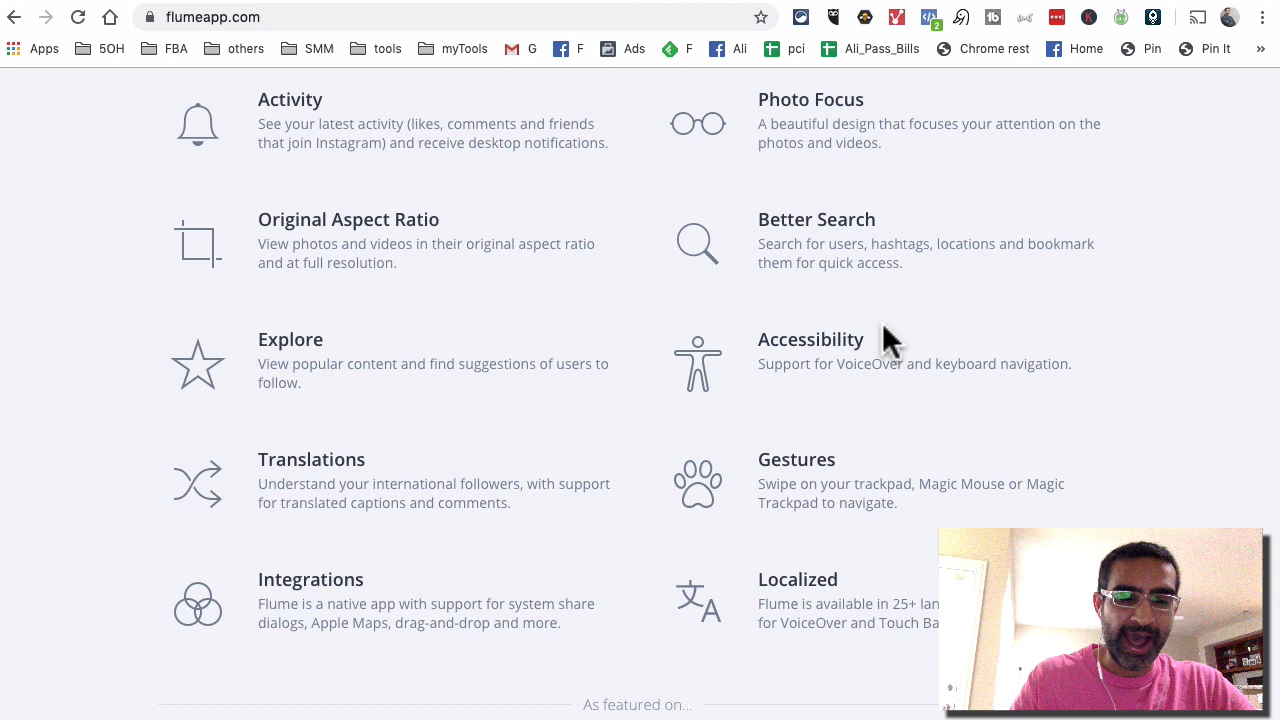 flumeapp.com
2
Apps 5OH FBA others SMM tools myTools G F Ads F Ali pci Ali_Pass_Bills Chrome rest Home Pin Pin It »
Activity
See your latest activity (likes, comments and friends
that join Instagram) and receive desktop notifications.
Photo Focus
A beautiful design that focuses your attention on the
photos and videos.
Original Aspect Ratio
View photos and videos in their original aspect ratio
and at full resolution.
Better Search
Search for users, hashtags, locations and bookmark
them for quick access.
Explore
View popular content and find suggestions of users to
follow.
Accessibility
Support for VoiceOver and keyboard navigation.
Translations
Understand your international followers, with support
for translated captions and comments.
Gestures
Swipe on your trackpad, Magic Mouse or Magic
Trackpad to navigate.
Integrations
Flume is a native app with support for system share
dialogs, Apple Maps, drag-and-drop and more.
文A
Localized
Flume is available in 25+ lan
for VoiceOver and Touch Ba
As featured on...